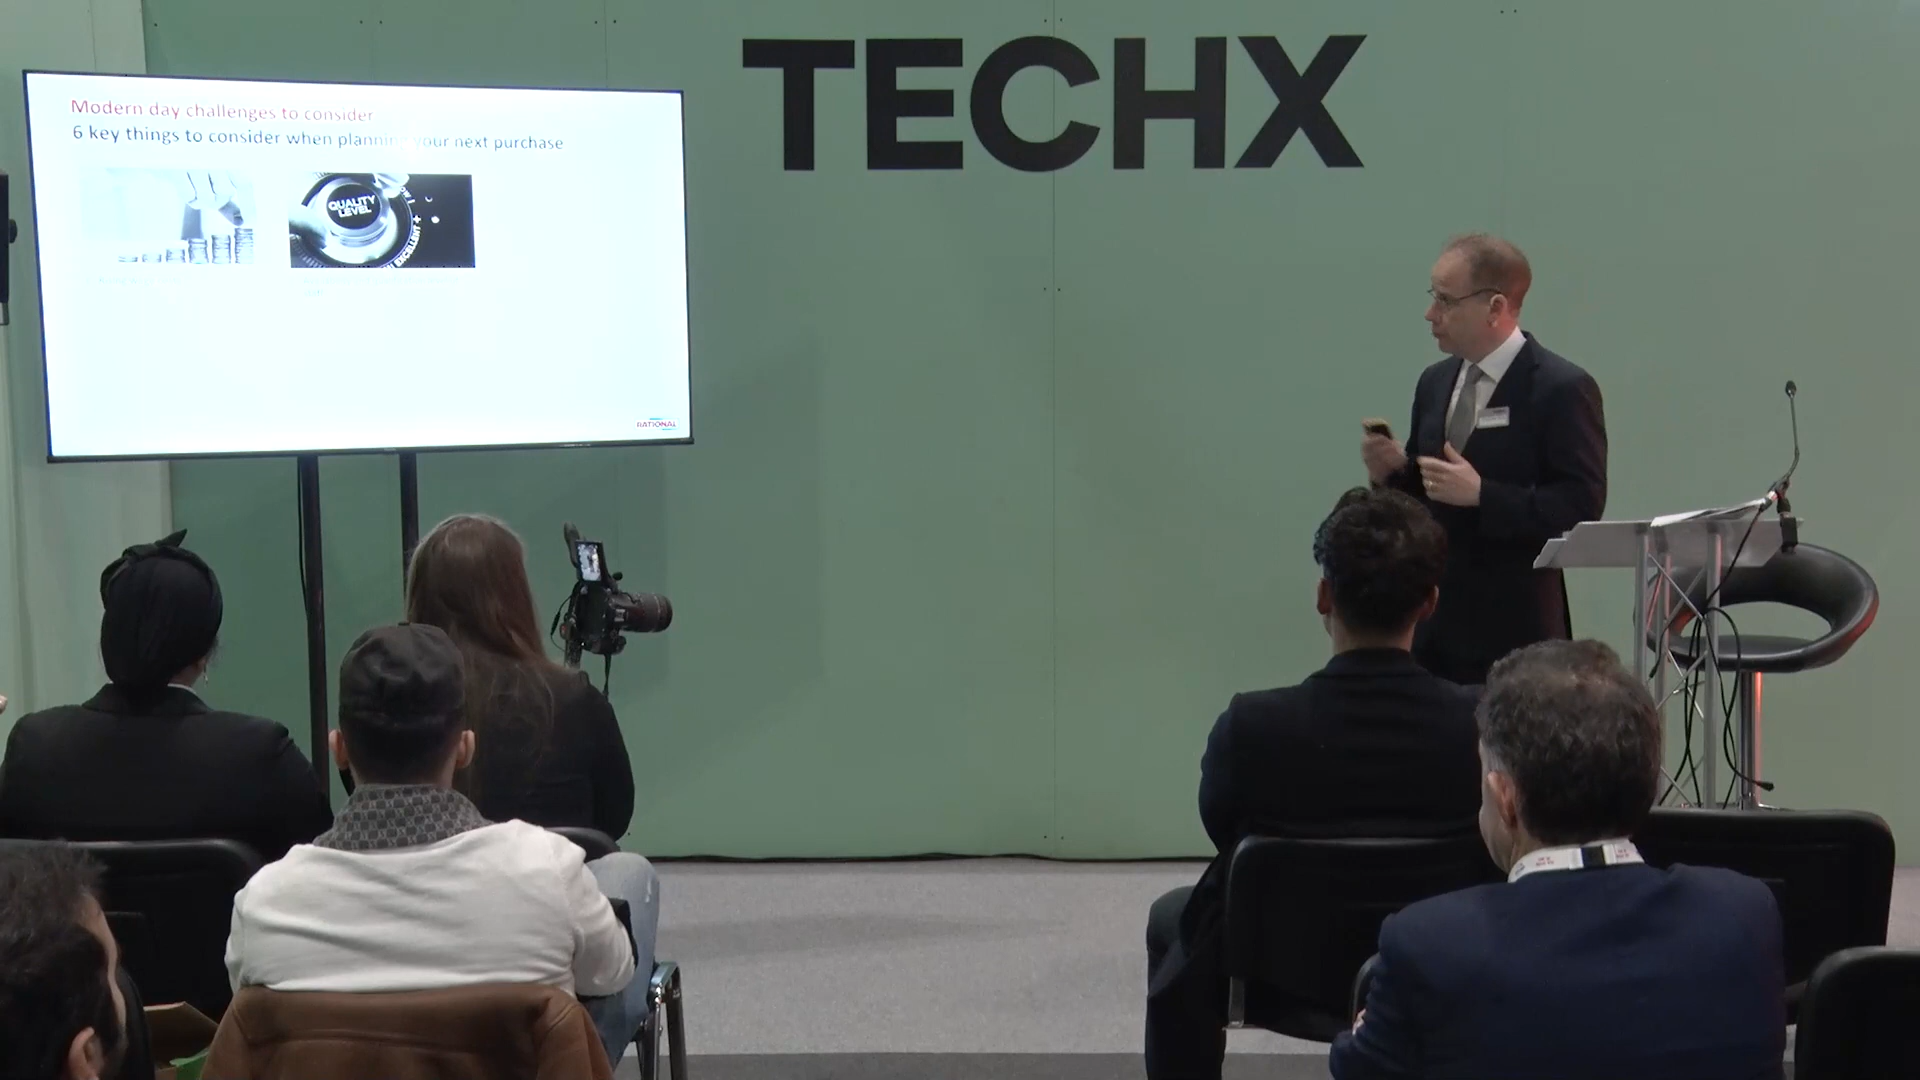 TECHX
Modern day challenges to consider
6 key things to consider when planning your next purchase
QUALITY
LEVEL
EXCELLENT
RATIONAL